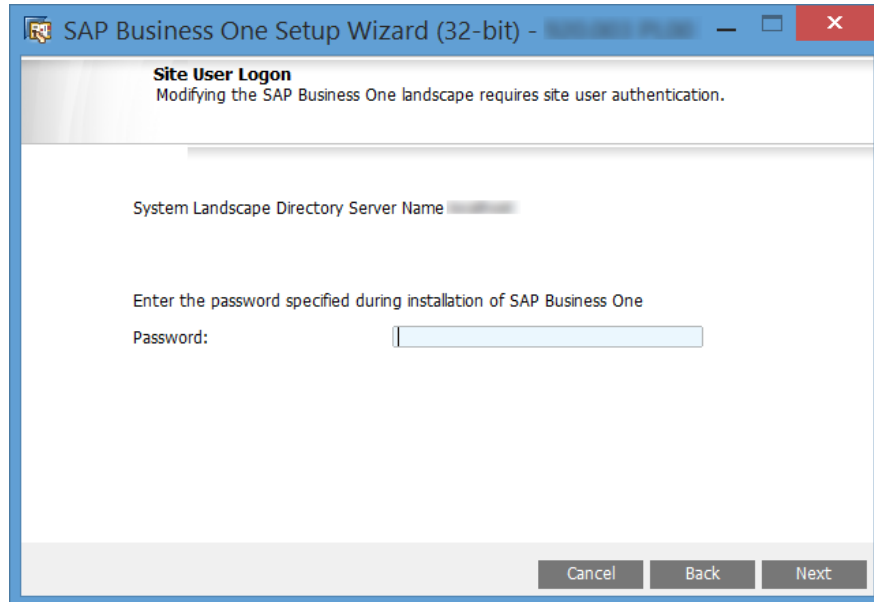 SAP Business One Setup Wizard (32-bit) -
Site User Logon
Modifying the SAP Business One landscape requires site user authentication.
System Landscape Directory Server Name
Enter the password specified during installation of SAP Business One
Password:
Cancel Back Next